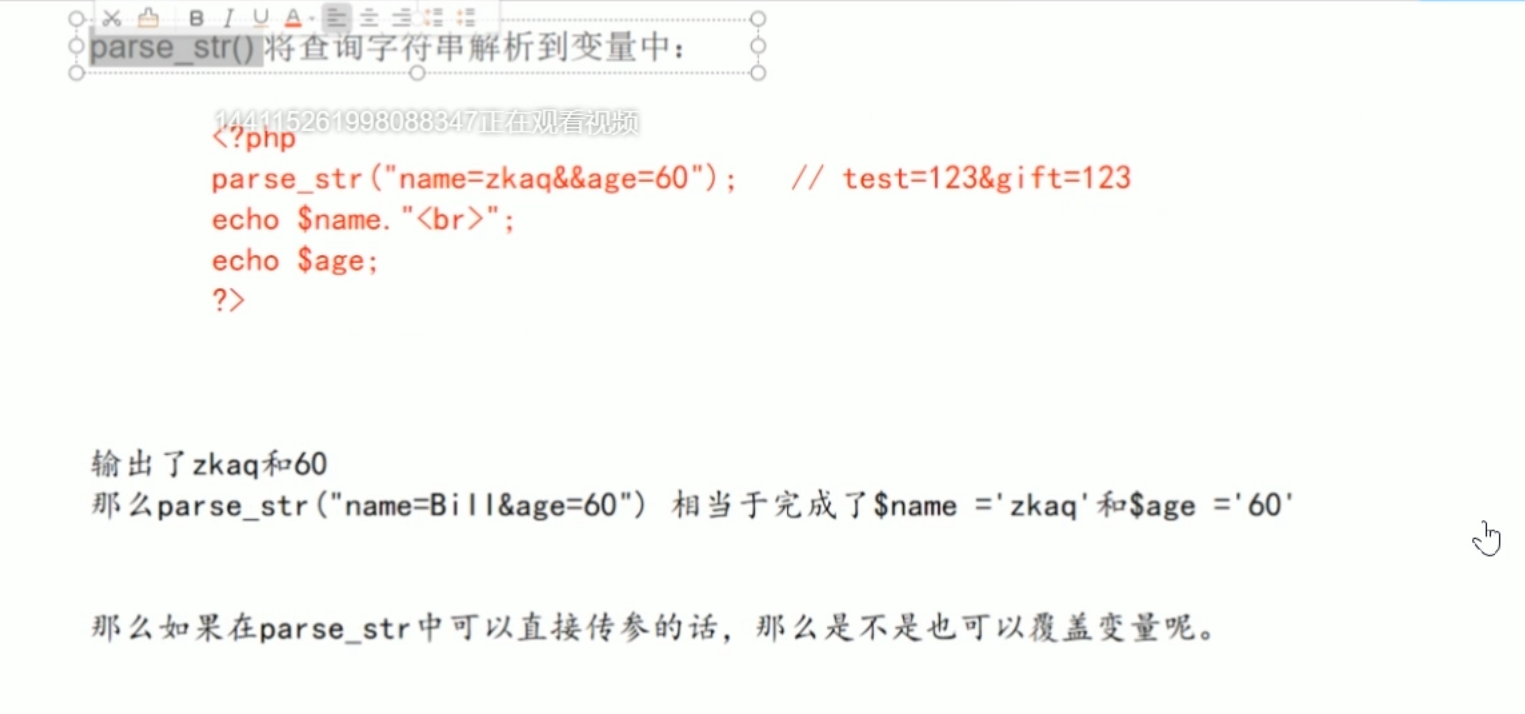 B I U A
parse_str() 将查询字符串解析到变量中：
144115261998088347正在观看视频
<?php
parse_str("name=zkaq&&age=60"); // test=123&gift=123
echo $name."<br>";
echo $age;
?>
输出了zkaq和60
那么parse_str("name=Bill&age=60") 相当于完成了$name ='zkaq'和$age ='60'
那么如果在parse_str中可以直接传参的话，那么是不是也可以覆盖变量呢。